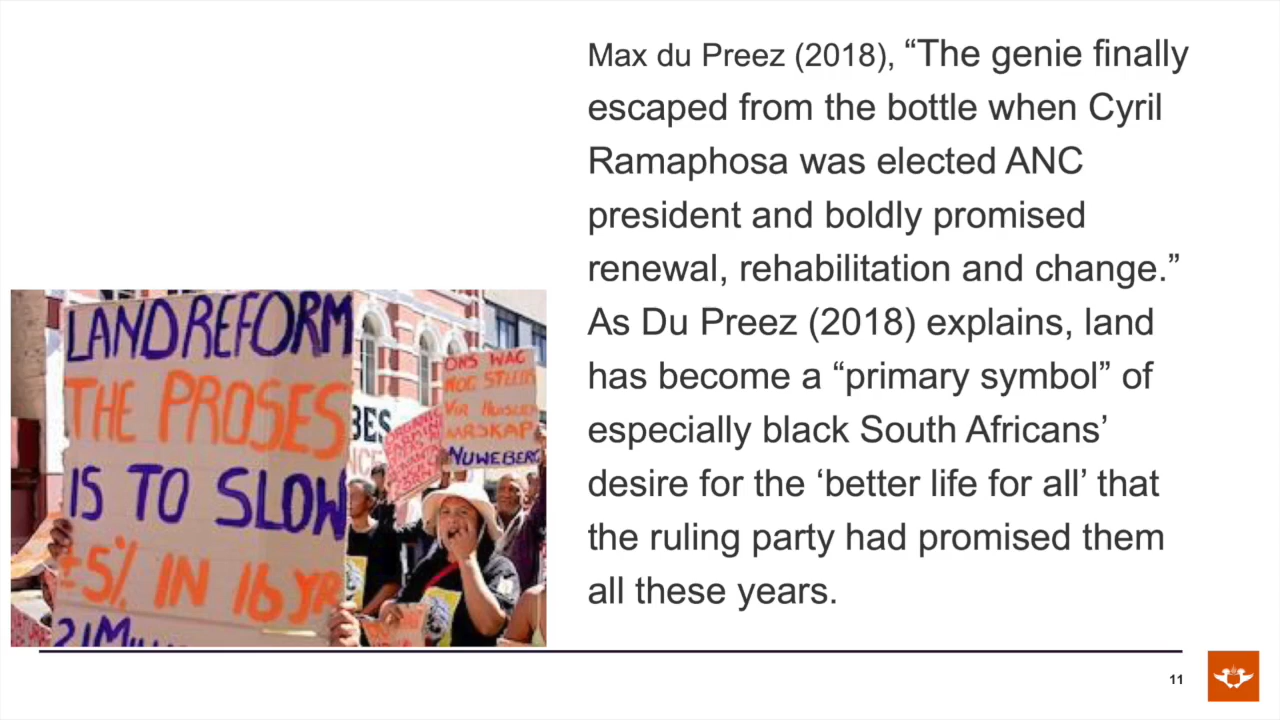 Max du Preez (2018), “The genie finally
escaped from the bottle when Cyril
Ramaphosa was elected ANC
president and boldly promised
renewal, rehabilitation and change.”
As Du Preez (2018) explains, land
has become a “primary symbol” of
especially black South Africans’
desire for the ‘better life for all’ that
the ruling party had promised them
all these years.
LAND REFORM
THE PROSES
IS TO SLOW
±5% IN 16 YR
ONS WAG
NOG STEEDS
VIR
NUWEBERG
11